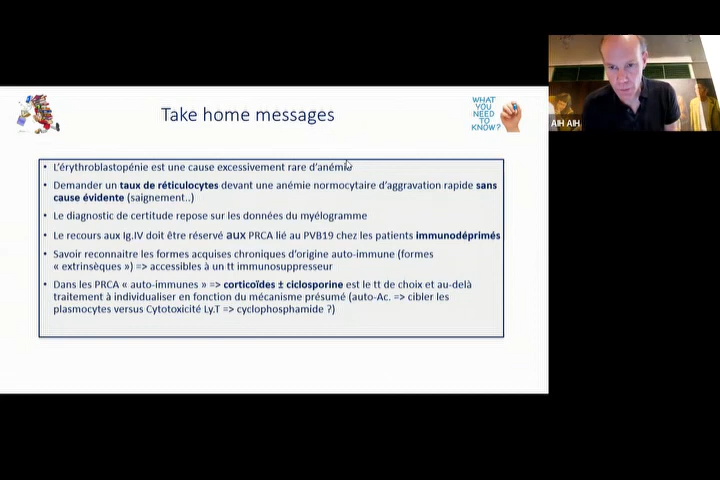 Take home messages
WHAT
YOU
NEED
TO
KNOW?
AIH AIH
• L'érythroblastopénie est une cause excessivement rare d'anémie
• Demander un taux de réticulocytes devant une anémie normocytaire d'aggravation rapide sans
cause évidente (saignement..)
• Le diagnostic de certitude repose sur les données du myélogramme
• Le recours aux Ig.IV doit être réservé aux PRCA lié au PVB19 chez les patients immunodéprimés
• Savoir reconnaitre les formes acquises chroniques d'origine auto-immune (formes
« extrinsèques ») => accessibles à un tt immunosuppresseur
• Dans les PRCA « auto-immunes » => corticoïdes ± ciclosporine est le tt de choix et au-delà
traitement à individualiser en fonction du mécanisme présumé (auto-Ac. => cibler les
plasmocytes versus Cytotoxicité Ly.T => cyclophosphamide ?)